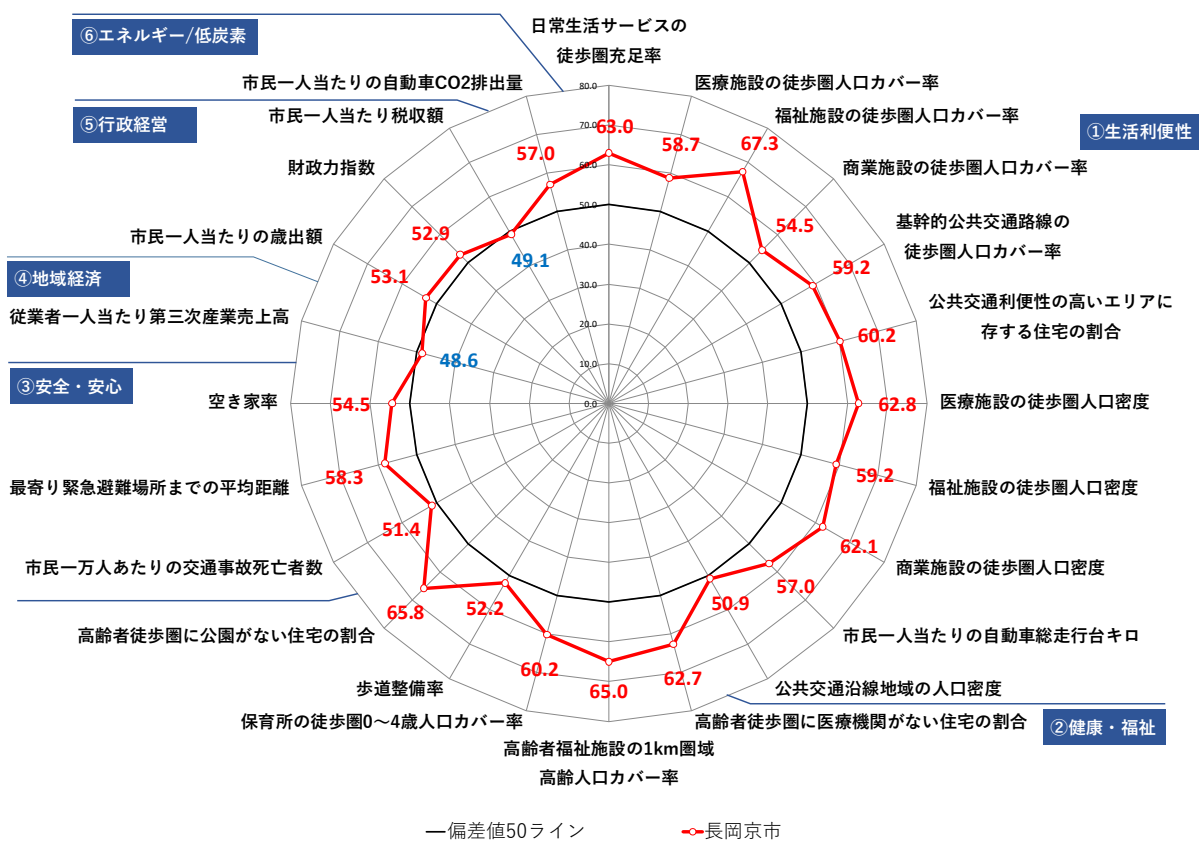 ⑥エネルギー/低炭素
⑤行政経営
④地域経済
③安全・安心
①生活利便性
②健康・福祉
日常生活サービスの
徒歩圏充足率
医療施設の徒歩圏人口カバー率
福祉施設の徒歩圏人口カバー率
商業施設の徒歩圏人口カバー率
基幹的公共交通路線の
徒歩圏人口カバー率
公共交通利便性の高いエリアに
存する住宅の割合
医療施設の徒歩圏人口密度
福祉施設の徒歩圏人口密度
商業施設の徒歩圏人口密度
市民一人当たりの自動車総走行台キロ
公共交通沿線地域の人口密度
高齢者徒歩圏に医療機関がない住宅の割合
高齢者福祉施設の1km圏域
高齢人口カバー率
保育所の徒歩圏0～4歳人口カバー率
歩道整備率
高齢者徒歩圏に公園がない住宅の割合
市民一万人あたりの交通事故死亡者数
最寄り緊急避難場所までの平均距離
空き家率
従業者一人当たり第三次産業売上高
市民一人当たりの歳出額
財政力指数
市民一人当たり税収額
市民一人当たりの自動車CO2排出量
80.0
70.0
60.0
50.0
40.0
30.0
20.0
10.0
0.0
63.0
58.7
67.3
54.5
59.2
60.2
62.8
59.2
62.1
57.0
50.9
62.7
65.0
60.2
52.2
65.8
51.4
58.3
54.5
48.6
53.1
52.9
49.1
57.0
偏差値50ライン
長岡京市